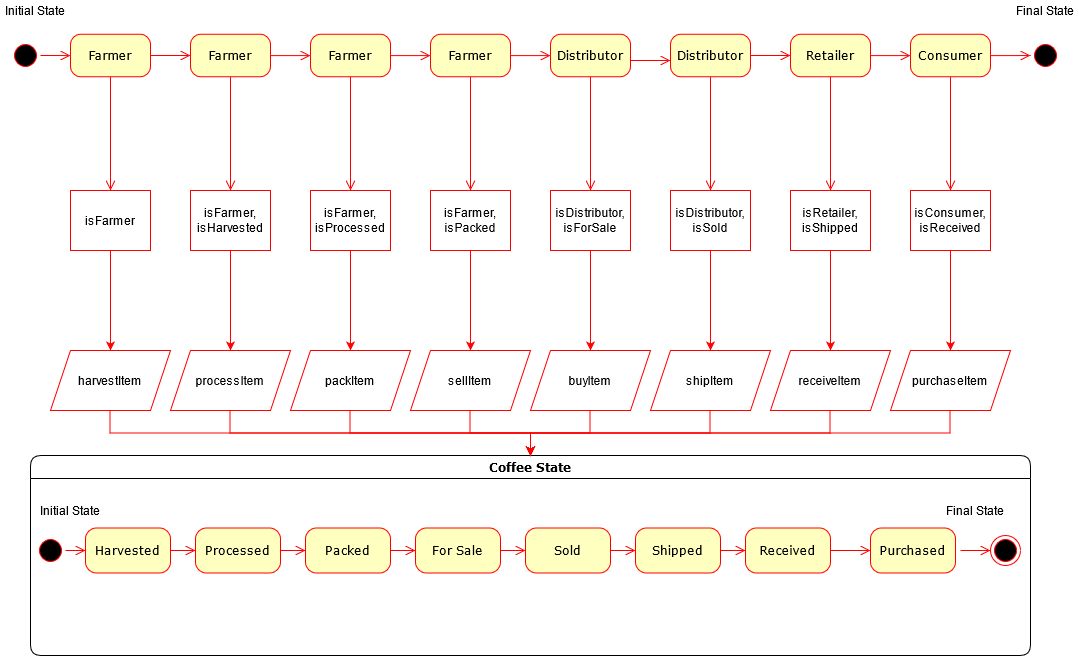 Initial State
Final State
Farmer
Farmer
Farmer
Farmer
Distributor
Distributor
Retailer
Consumer
isFarmer
isFarmer,
isHarvested
isFarmer,
isProcessed
isFarmer,
isPacked
isDistributor,
isForSale
isDistributor,
isSold
isRetailer,
isShipped
isConsumer,
isReceived
harvestItem
processItem
packItem
sellItem
buyItem
shipItem
receiveItem
purchaseItem
Coffee State
Initial State
Final State
Harvested
Processed
Packed
For Sale
Sold
Shipped
Received
Purchased